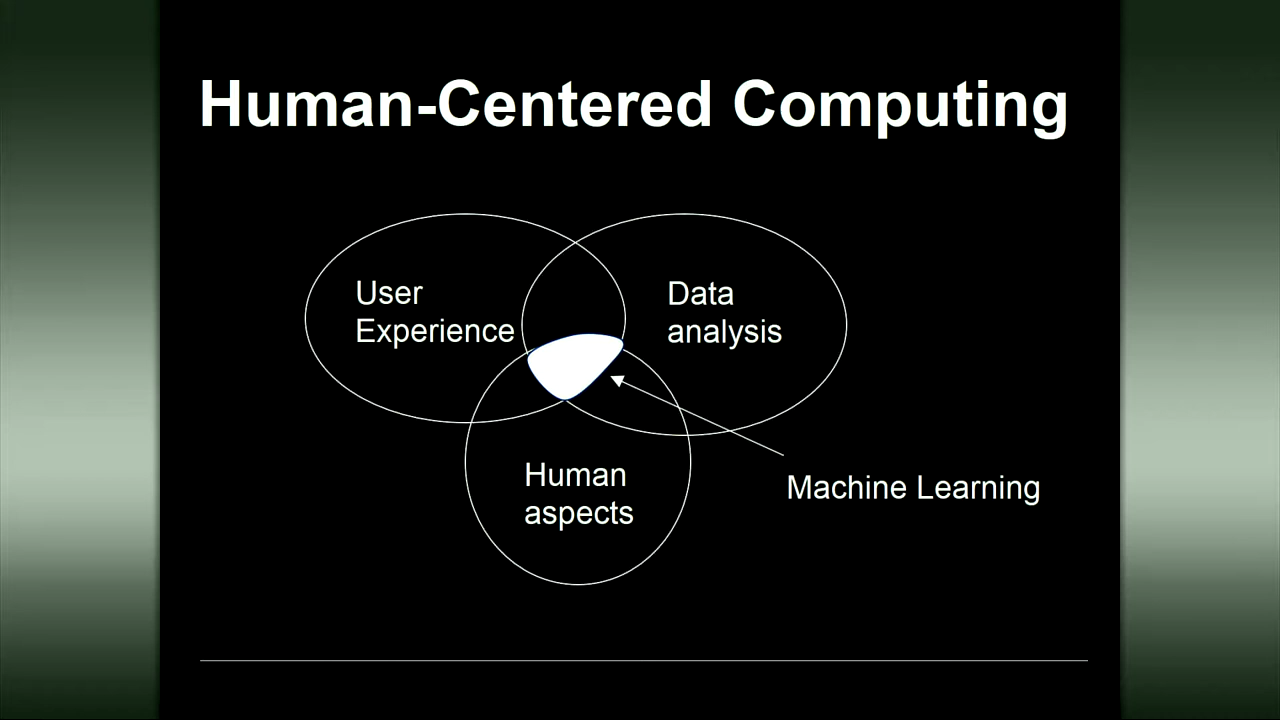 Human-Centered Computing
User
Experience
Data
analysis
Human
aspects
Machine Learning